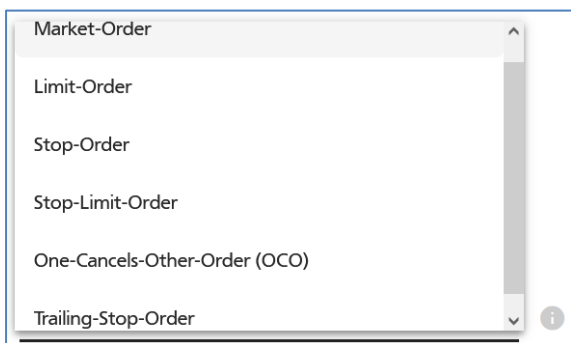 Market-Order
Limit-Order
Stop-Order
Stop-Limit-Order
One-Cancels-Other-Order (OCO)
Trailing-Stop-Order